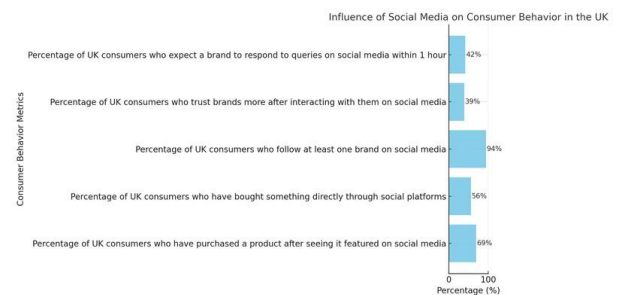 Influence of Social Media on Consumer Behavior in the UK
Percentage of UK consumers who expect a brand to respond to queries on social media within 1 hour
42%
Percentage of UK consumers who trust brands more after interacting with them on social media
39%
Percentage of UK consumers who follow at least one brand on social media
94%
Percentage of UK consumers who have bought something directly through social platforms
56%
Percentage of UK consumers who have purchased a product after seeing it featured on social media
69%
Consumer Behavior Metrics
0
100
Percentage (%)